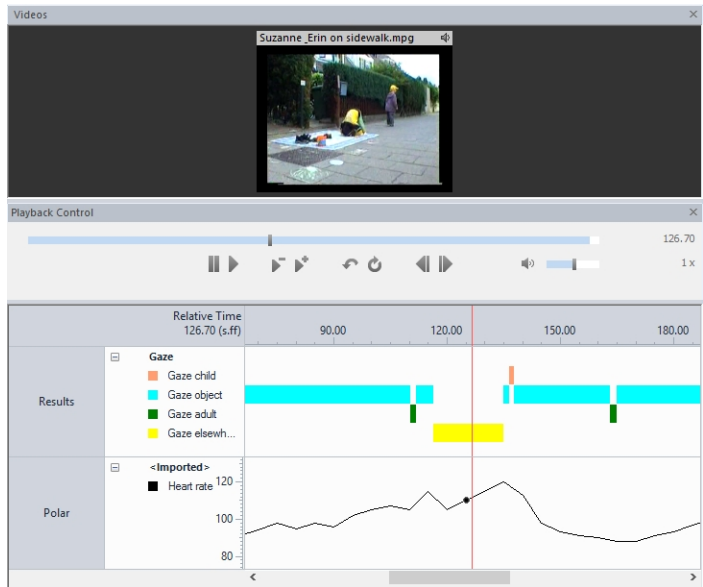 Videos
Suzanne _Erin on sidewalk.mpg
Playback Control
126.70
1 x
Relative Time
126.70 (s.ff)
90.00 120.00 150.00 180.00
Results
Gaze
Gaze child
Gaze object
Gaze adult
Gaze elsewh...
Polar
<Imported>
Heart rate
120
100
80